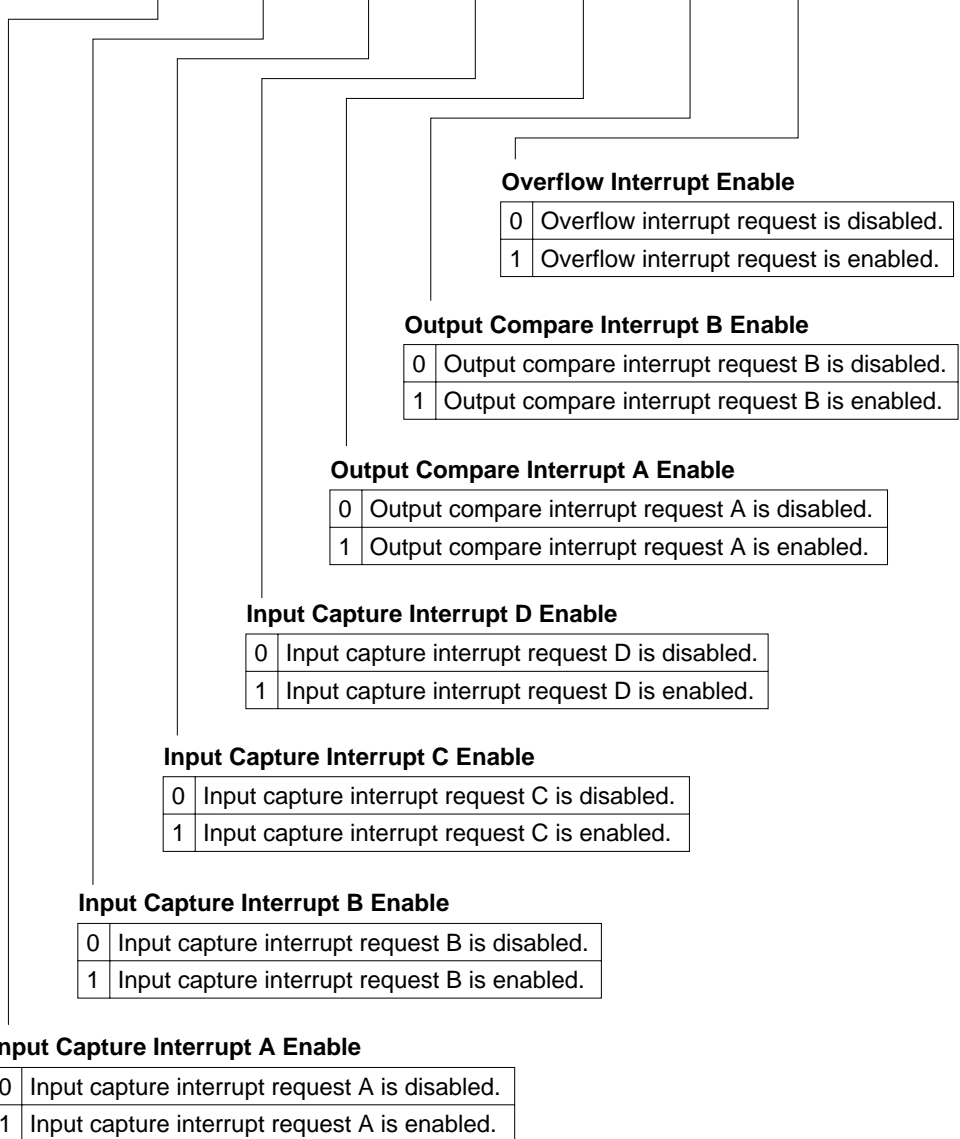 Overflow Interrupt Enable
0 Overflow interrupt request is disabled.
1 Overflow interrupt request is enabled.
Output Compare Interrupt B Enable
0 Output compare interrupt request B is disabled.
1 Output compare interrupt request B is enabled.
Output Compare Interrupt A Enable
0 Output compare interrupt request A is disabled.
1 Output compare interrupt request A is enabled.
Input Capture Interrupt D Enable
0 Input capture interrupt request D is disabled.
1 Input capture interrupt request D is enabled.
Input Capture Interrupt C Enable
0 Input capture interrupt request C is disabled.
1 Input capture interrupt request C is enabled.
Input Capture Interrupt B Enable
0 Input capture interrupt request B is disabled.
1 Input capture interrupt request B is enabled.
nput Capture Interrupt A Enable
0 Input capture interrupt request A is disabled.
1 Input capture interrupt request A is enabled.